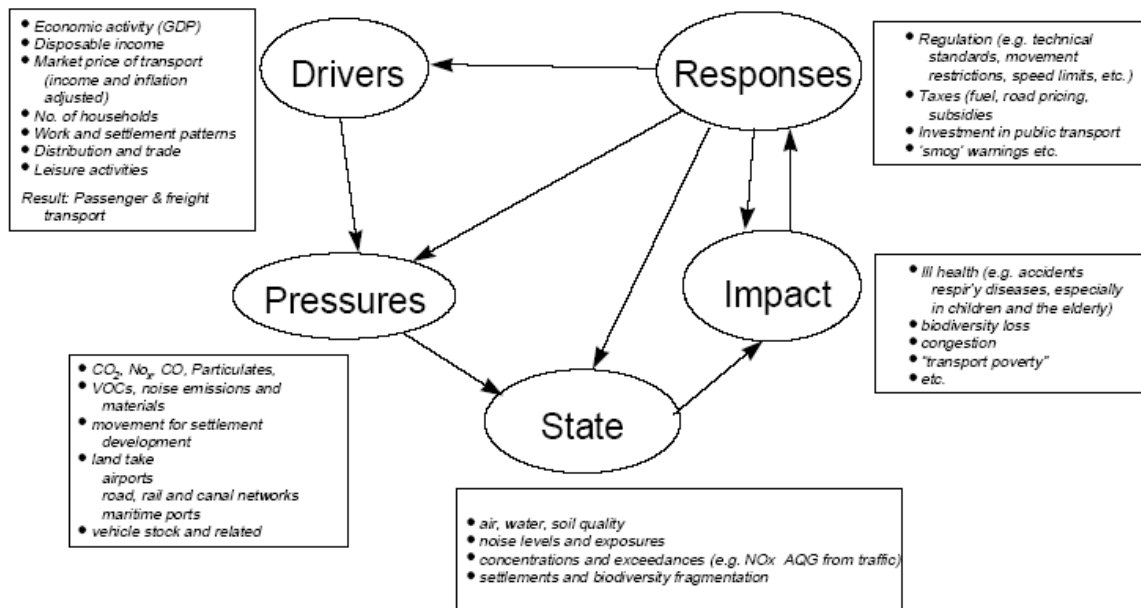 ● Economic activity (GDP)
● Disposable income
● Market price of transport
(income and inflation
adjusted)
● No. of households
● Work and settlement patterns
● Distribution and trade
● Leisure activities
Result: Passenger & freight
transport
Drivers
Responses
● Regulation (e.g. technical
standards, movement
restrictions, speed limits, etc.)
● Taxes (fuel, road pricing,
subsidies
● Investment in public transport
● 'smog' warnings etc.
Pressures
Impact
● Ill health (e.g. accidents
respir'y diseases, especially
in children and the elderly)
● biodiversity loss
● congestion
● "transport poverty"
● etc.
● CO2, Nox, CO, Particulates,
● VOCs, noise emissions and
materials
● movement for settlement
development
● land take
airports
road, rail and canal networks
maritime ports
● vehicle stock and related
State
● air, water, soil quality
● noise levels and exposures
● concentrations and exceedances (e.g. NOx AQG from traffic)
● settlements and biodiversity fragmentation